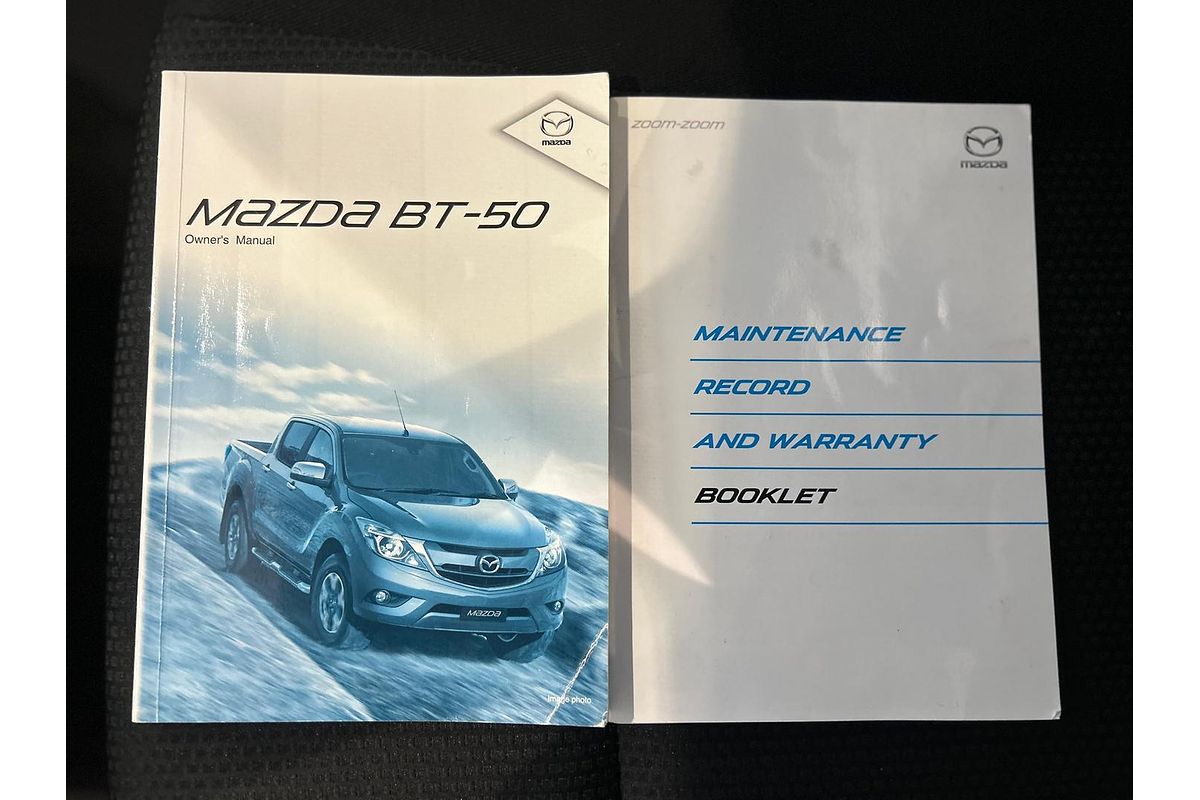 mazda
MAZDA BT-50
Owner's Manual
MAZDA
Image photo
ZOOM-ZOOM
mazda
MAINTENANCE
RECORD
AND WARRANTY
BOOKLET